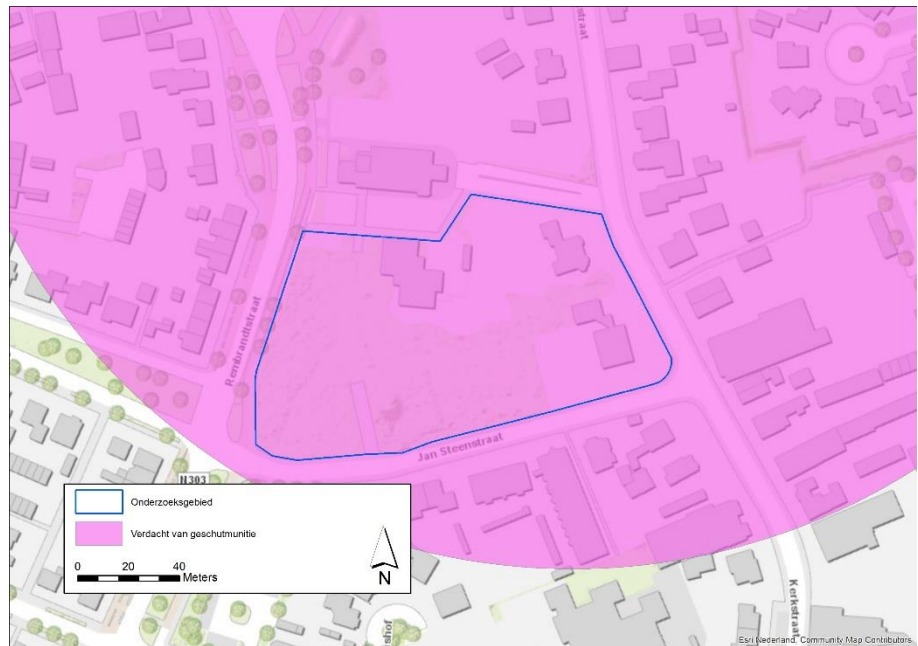 straat
Rembrandtstraat
Jan Steenstraat
N303
Onderzoeksgebied
Verdacht van geschutmunitie
0 20 40
Meters
N
Kerkstraat
shof
Esri Nederland, Community Map Contributors